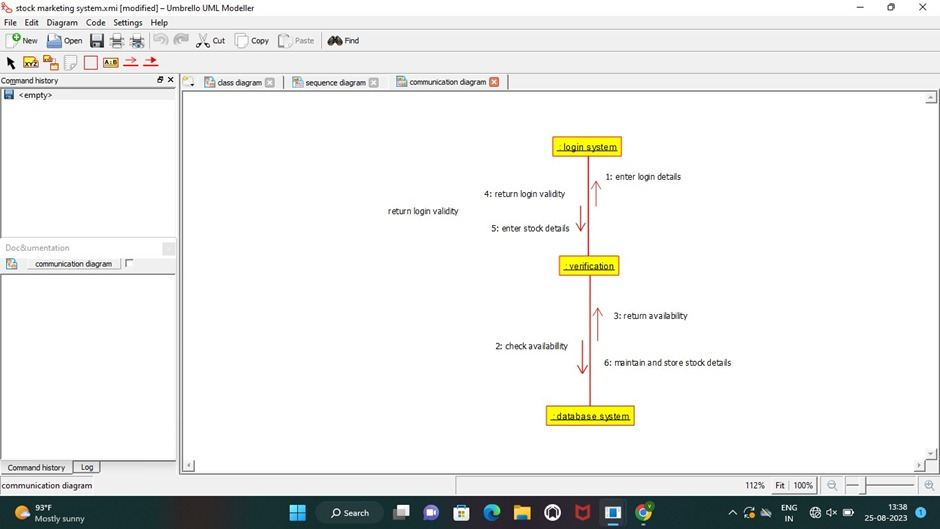 stock marketing system.xmi [modified] – Umbrello UML Modeller
File Edit Diagram Code Settings Help
New Open Cut Copy Paste Find
XYZ A:B
Command history
<empty>
class diagram sequence diagram communication diagram
: login system
1: enter login details
4: return login validity
return login validity
5: enter stock details
Doc&umentation
communication diagram
: verification
3: return availability
2: check availabillity
6: maintain and store stock details
: database system
Command history Log
communication diagram
112% Fit 100%
93°F
Mostly sunny
Search
ENG
IN
13:38
25-08-2023
1